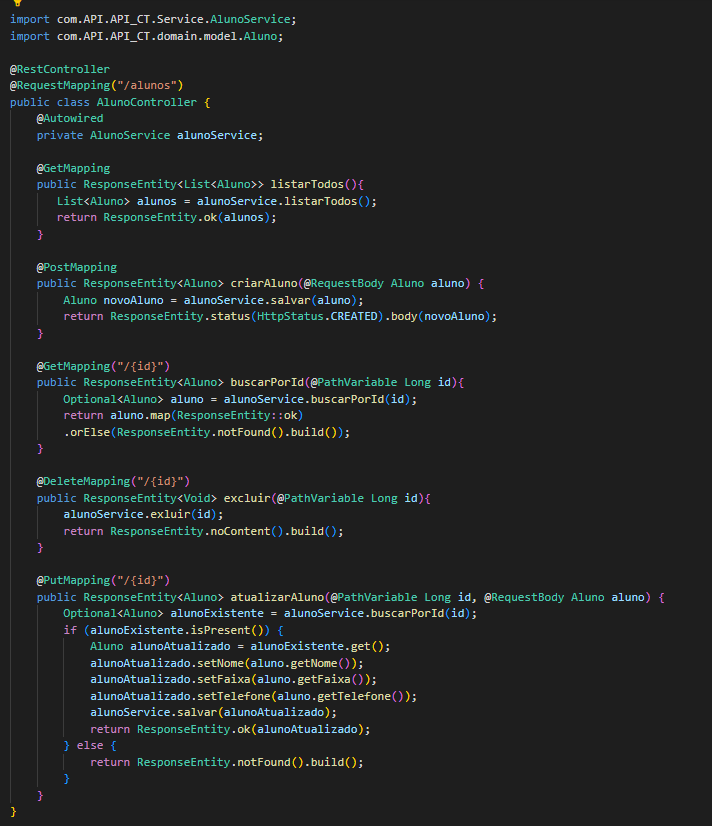 import com.API.API_CT.Service.AlunoService;
import com.API.API_CT.domain.model.Aluno;
@RestController
@RequestMapping("/alunos")
public class AlunoController {
@Autowired
private AlunoService alunoService;
@GetMapping
public ResponseEntity<List<Aluno>> listarTodos(){
List<Aluno> alunos = alunoService.listarTodos();
return ResponseEntity.ok(alunos);
}
@PostMapping
public ResponseEntity<Aluno> criarAluno(@RequestBody Aluno aluno) {
Aluno novoAluno = alunoService.salvar(aluno);
return ResponseEntity.status(HttpStatus.CREATED).body(novoAluno);
}
@GetMapping("/{id}")
public ResponseEntity<Aluno> buscarPorId(@PathVariable Long id){
Optional<Aluno> aluno = alunoService.buscarPorId(id);
return aluno.map(ResponseEntity::ok)
.orElse(ResponseEntity.notFound().build());
}
@DeleteMapping("/{id}")
public ResponseEntity<Void> excluir(@PathVariable Long id){
alunoService.exluir(id);
return ResponseEntity.noContent().build();
}
@PutMapping("/{id}")
public ResponseEntity<Aluno> atualizarAluno(@PathVariable Long id, @RequestBody Aluno aluno) {
Optional<Aluno> alunoExistente = alunoService.buscarPorId(id);
if (alunoExistente.isPresent()) {
Aluno alunoAtualizado = alunoExistente.get();
alunoAtualizado.setNome(aluno.getNome());
alunoAtualizado.setFaixa(aluno.getFaixa());
alunoAtualizado.setTelefone(aluno.getTelefone());
alunoService.salvar(alunoAtualizado);
return ResponseEntity.ok(alunoAtualizado);
} else {
return ResponseEntity.notFound().build();
}
}
}